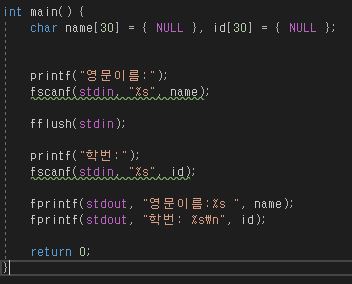 int main() {
char name[30] = { NULL }, id[30] = { NULL };
printf("영문이름:");
fscanf(stdin, "%s", name);
fflush(stdin);
printf("학번:");
fscanf(stdin, "%s", id);
fprintf(stdout, "영문이름:%s ", name);
fprintf(stdout, "학번: %s₩n", id);
return 0;
}